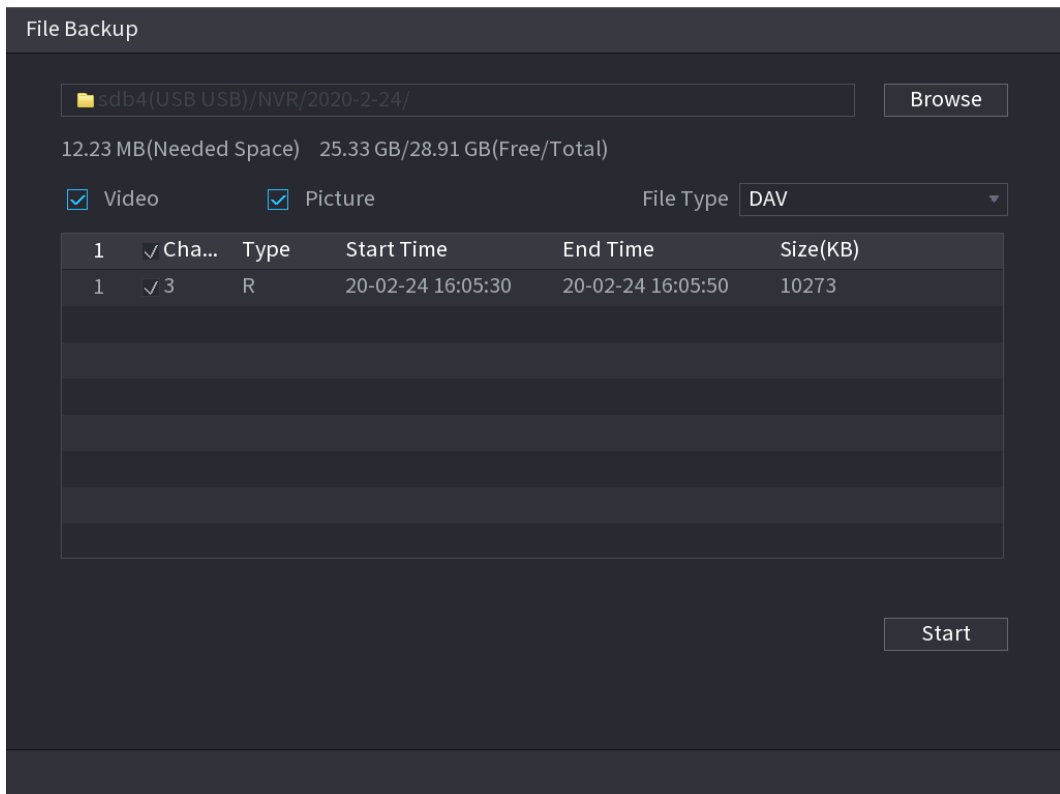 File Backup
sdb4(USB USB)/NVR/2020-2-24/ Browse
12.23 MB(Needed Space) 25.33 GB/28.91 GB(Free/Total)
Video Picture File Type DAV
1 Cha... Type Start Time End Time Size(KB)
1 3 R 20-02-24 16:05:30 20-02-24 16:05:50 10273
Start